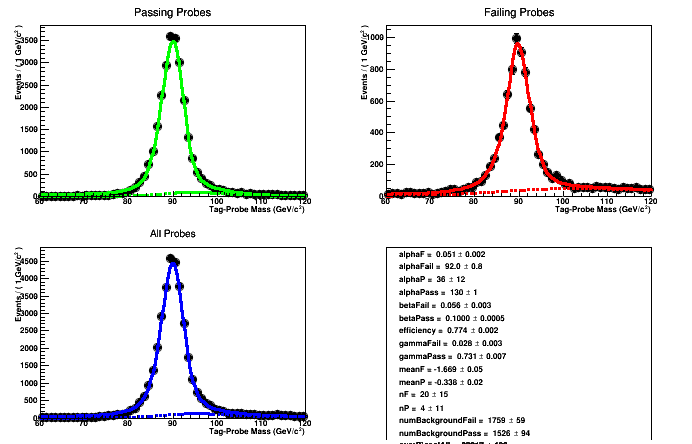 Passing Probes
Events / ( 1 GeV/c² )
3500
3000
2500
2000
1500
1000
500
0
60 70 80 90 100 110 120
Tag-Probe Mass (GeV/c²)
Failing Probes
Events / ( 1 GeV/c² )
1000
800
600
400
200
0
60 70 80 90 100 110 120
Tag-Probe Mass (GeV/c²)
All Probes
Events / ( 1 GeV/c² )
4500
4000
3500
3000
2500
2000
1500
1000
500
0
60 70 80 90 100 110 120
Tag-Probe Mass (GeV/c²)
alphaF = 0.051 ± 0.002
alphaFail = 92.0 ± 0.8
alphaP = 36 ± 12
alphaPass = 130 ± 1
betaFail = 0.056 ± 0.003
betaPass = 0.1000 ± 0.0005
efficiency = 0.774 ± 0.002
gammaFail = 0.028 ± 0.003
gammaPass = 0.731 ± 0.007
meanF = -1.669 ± 0.05
meanP = -0.338 ± 0.02
nF = 20 ± 15
nP = 4 ± 11
numBackgroundFail = 1759 ± 59
numBackgroundPass = 1526 ± 94